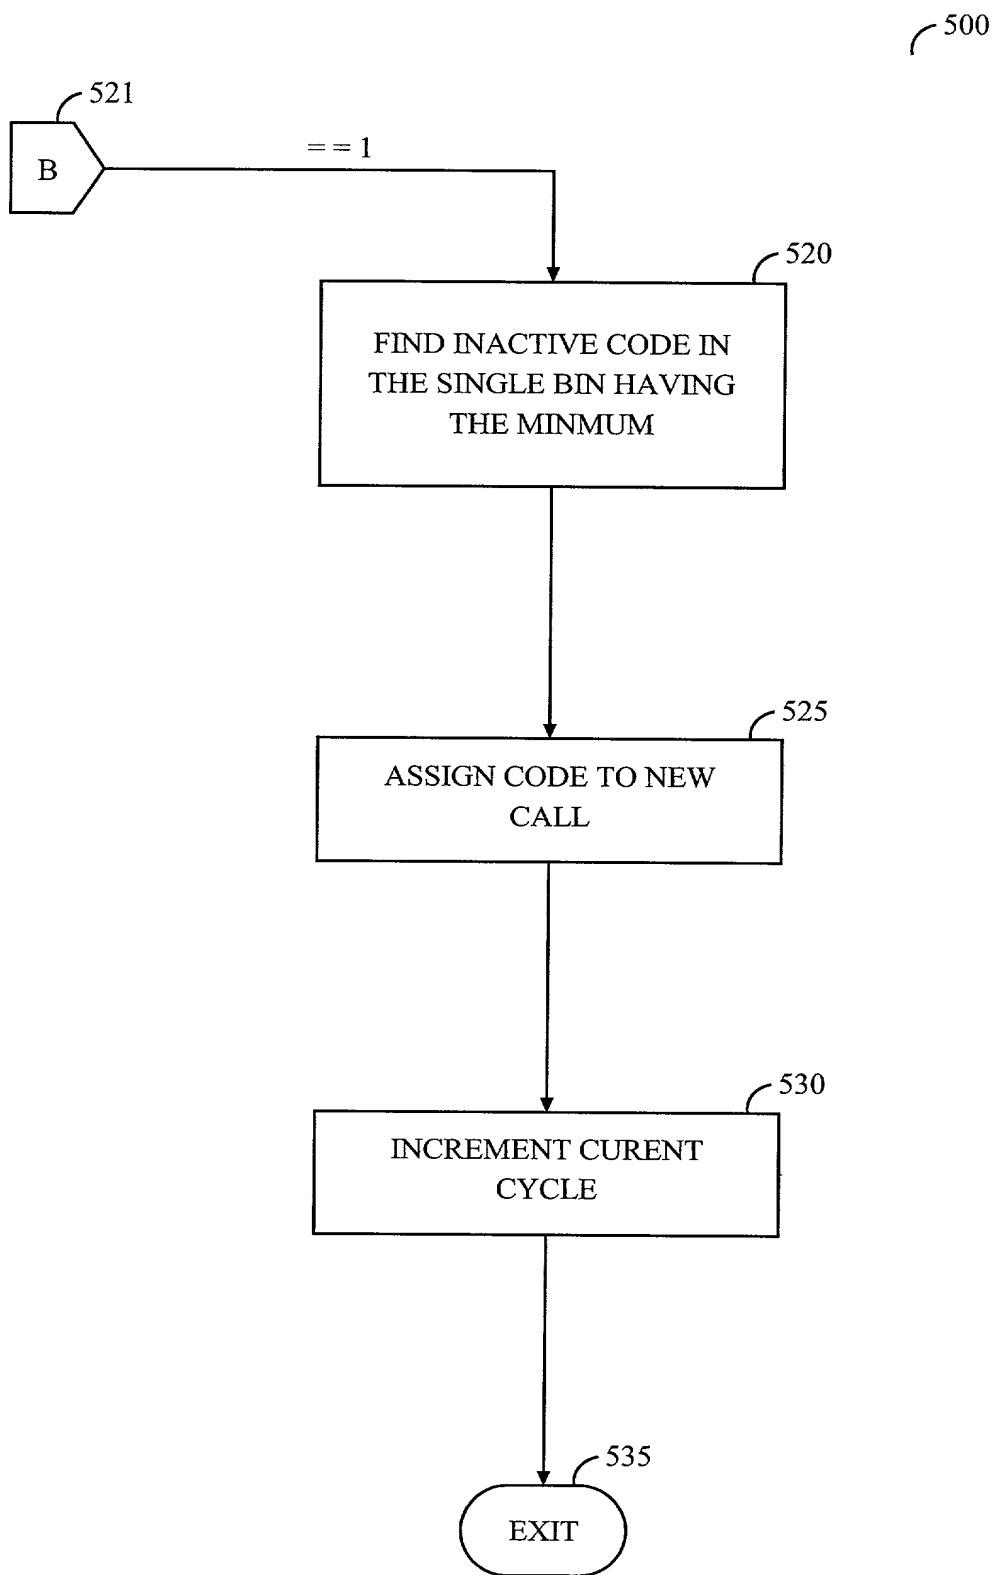 500
521
B
= = 1
520
FIND INACTIVE CODE IN
THE SINGLE BIN HAVING
THE MINMUM
525
ASSIGN CODE TO NEW
CALL
530
INCREMENT CURENT
CYCLE
535
EXIT